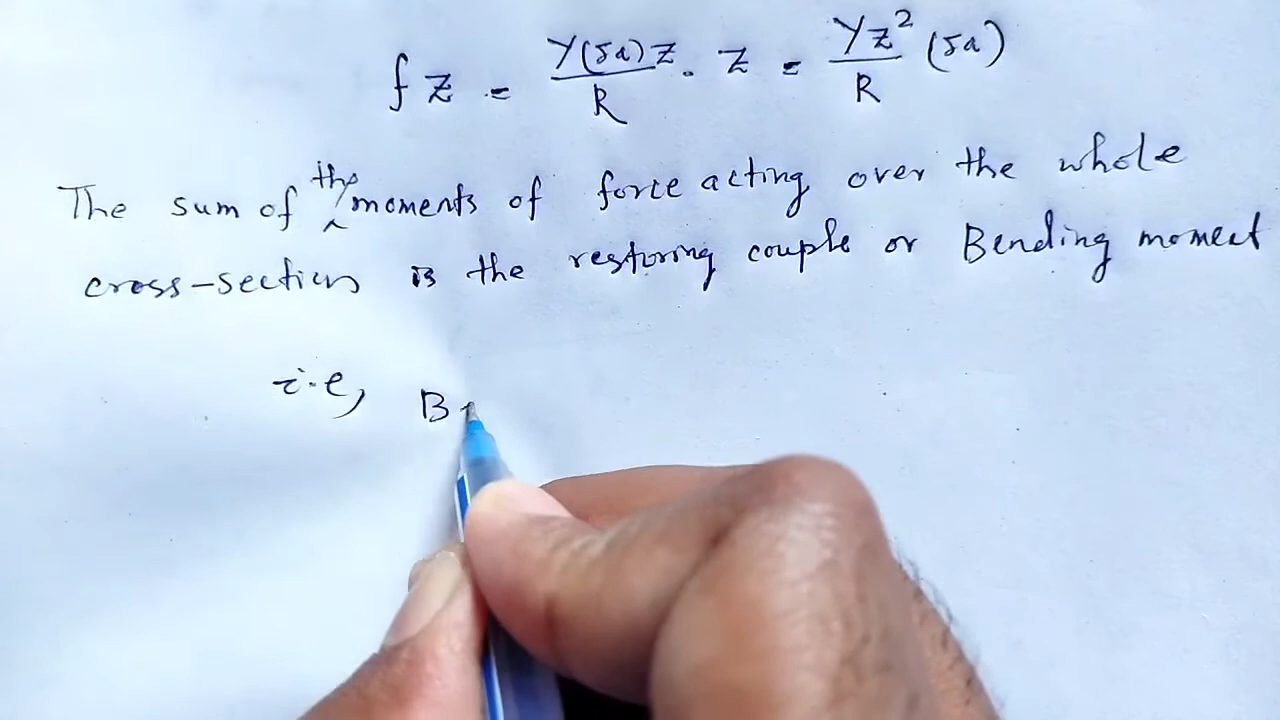 f z = Y(δa)z/R . z = Yz²/R (δa)
The sum of the moments of force acting over the whole
cross-section is the restoring couple or Bending moment
i.e, B